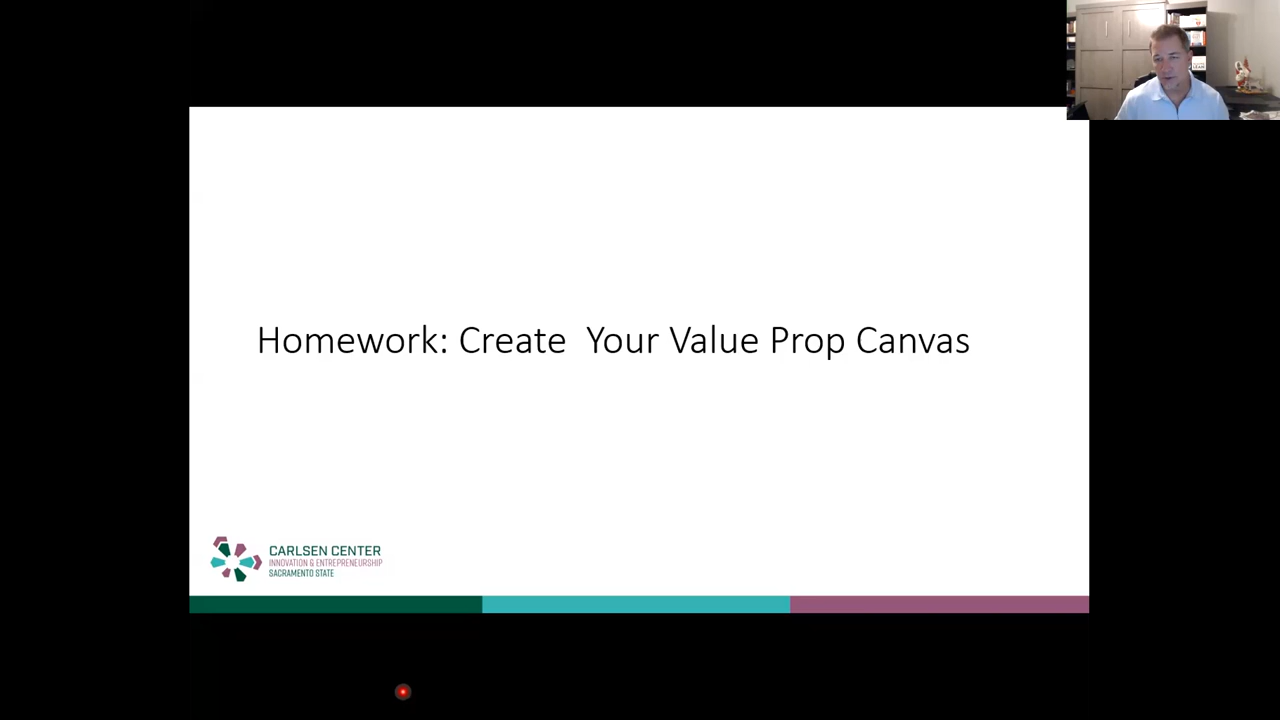 Homework: Create  Your Value Prop Canvas
CARLSEN CENTER
INNOVATION & ENTREPRENEURSHIP
SACRAMENTO STATE